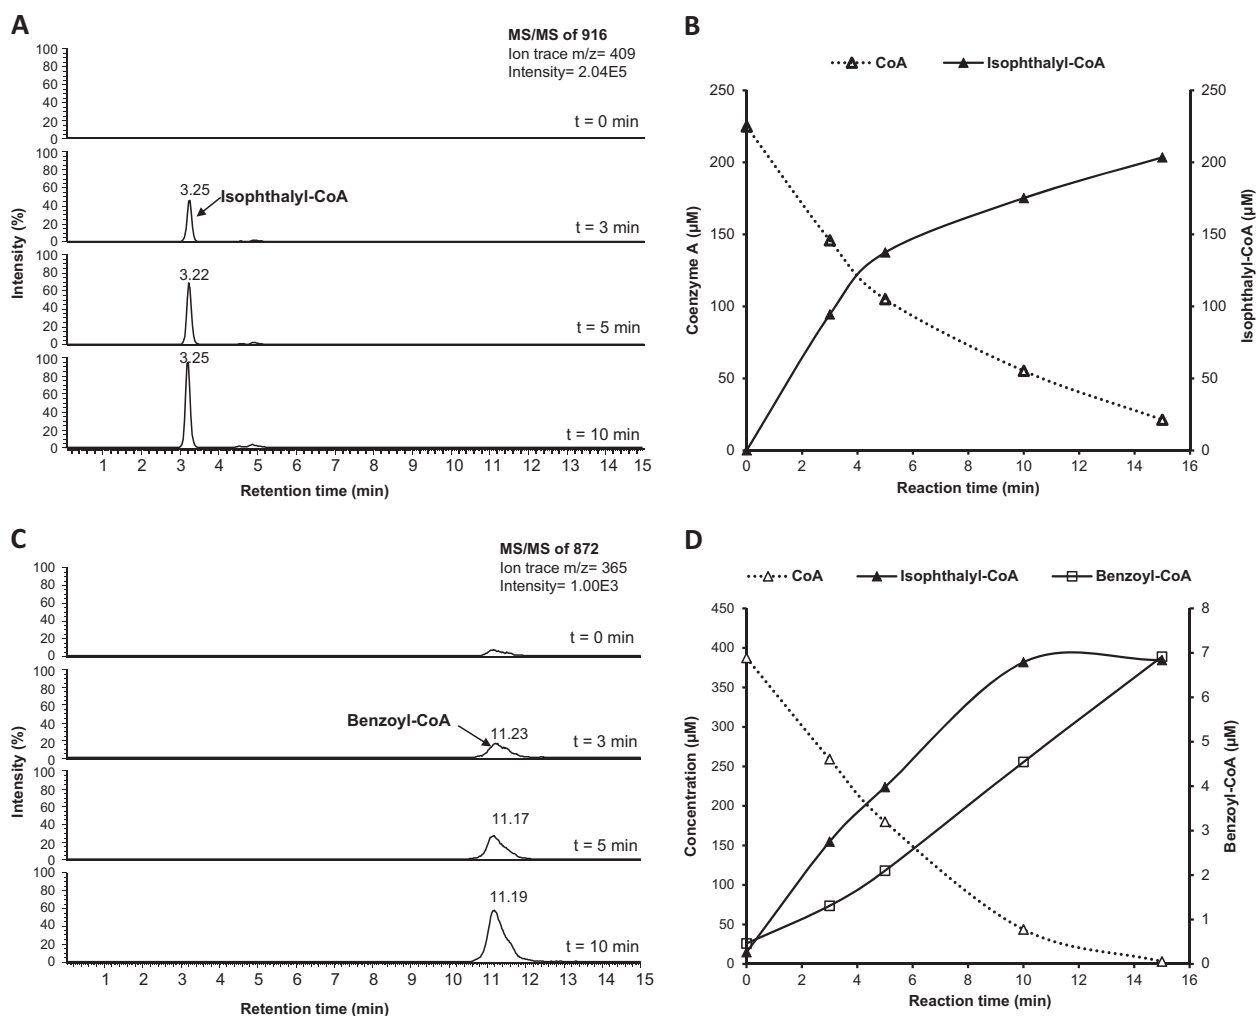 A
MS/MS of 916
Ion trace m/z= 409
Intensity= 2.04E5
100
80
60
40
20
0
t = 0 min
100
80
60
40
20
0
3.25
Isophthalyl-CoA
t = 3 min
100
80
60
40
20
0
3.22
t = 5 min
100
80
60
40
20
0
3.25
t = 10 min
Intensity (%)
1 2 3 4 5 6 7 8 9 10 11 12 13 14 15
Retention time (min)
B
CoA Isophthalyl-CoA
250
200
150
100
50
0
Coenzyme A (µM)
250
200
150
100
50
0
Isophthalyl-CoA (µM)
0 2 4 6 8 10 12 14 16
Reaction time (min)
C
MS/MS of 872
Ion trace m/z= 365
Intensity= 1.00E3
100
80
60
40
20
0
t = 0 min
100
80
60
40
20
0
Benzoyl-CoA
11.23
t = 3 min
100
80
60
40
20
0
11.17
t = 5 min
100
80
60
40
20
0
11.19
t = 10 min
Intensity (%)
1 2 3 4 5 6 7 8 9 10 11 12 13 14 15
Retention time (min)
D
CoA Isophthalyl-CoA Benzoyl-CoA
450
400
350
300
250
200
150
100
50
0
Concentration (µM)
8
7
6
5
4
3
2
1
0
Benzoyl-CoA (µM)
0 2 4 6 8 10 12 14 16
Reaction time (min)